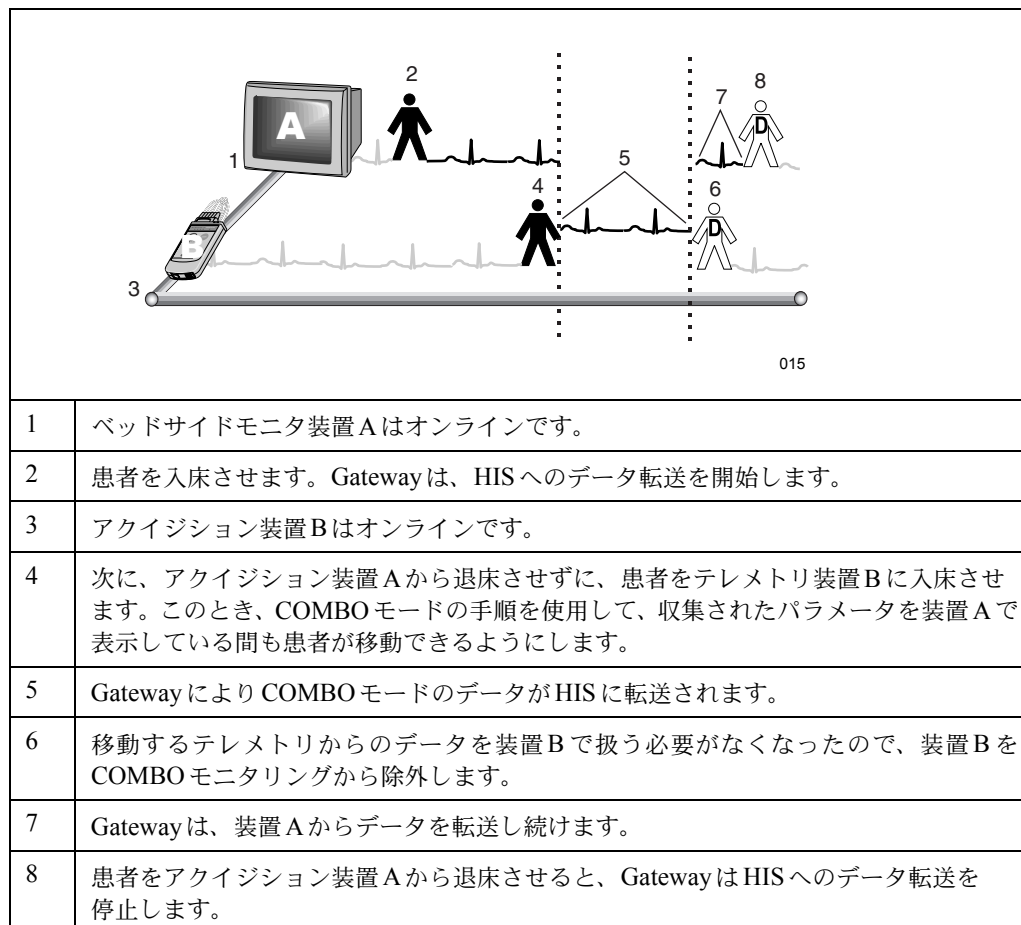 2
8
7
A
D
1
5
4
6
B
D
3
015
1 ベッドサイドモニタ装置Aはオンラインです。
2 患者を入床させます。Gatewayは、HISへのデータ転送を開始します。
3 アクイジション装置Bはオンラインです。
4 次に、アクイジション装置Aから退床させずに、患者をテレメトリ装置Bに入床させ
ます。このとき、COMBOモードの手順を使用して、収集されたパラメータを装置Aで
表示している間も患者が移動できるようにします。
5 GatewayによりCOMBOモードのデータがHISに転送されます。
6 移動するテレメトリからのデータを装置Bで扱う必要がなくなったので、装置Bを
COMBOモニタリングから除外します。
7 Gatewayは、装置Aからデータを転送し続けます。
8 患者をアクイジション装置Aから退床させると、GatewayはHISへのデータ転送を
停止します。